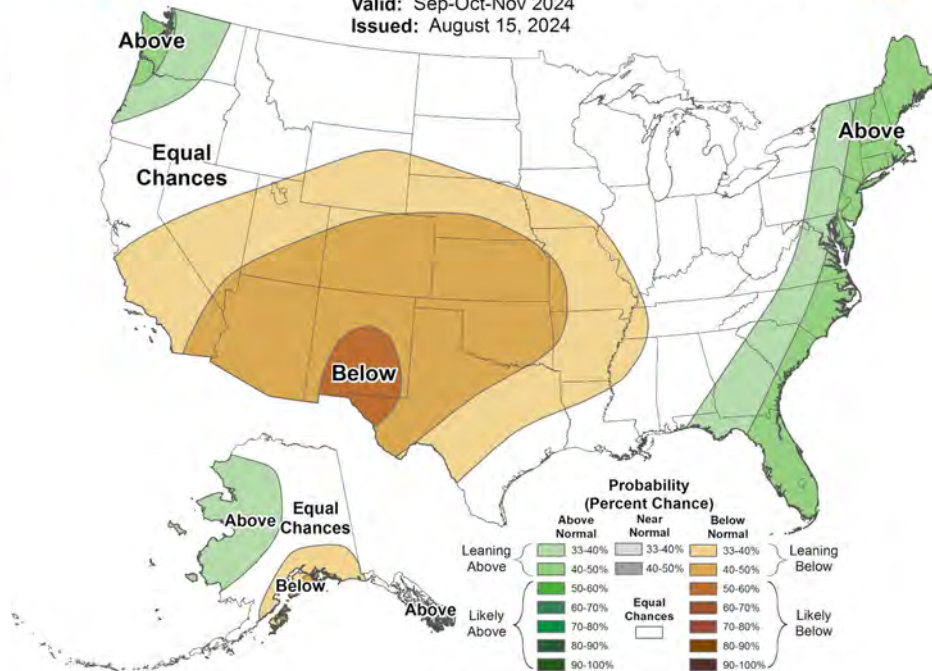 Valid: Sep-Oct-Nov 2024
Issued: August 15, 2024
Above
Equal
Chances
Above
Below
Above
Equal
Chances
Below
Above
Probability
(Percent Chance)
Above
Normal
Near
Normal
Below
Normal
Leaning
Above
33-40%
33-40%
33-40%
Leaning
Below
40-50%
40-50%
40-50%
Likely
Above
50-60%
60-70%
70-80%
80-90%
90-100%
Equal
Chances
50-60%
60-70%
70-80%
80-90%
90-100%
Likely
Below